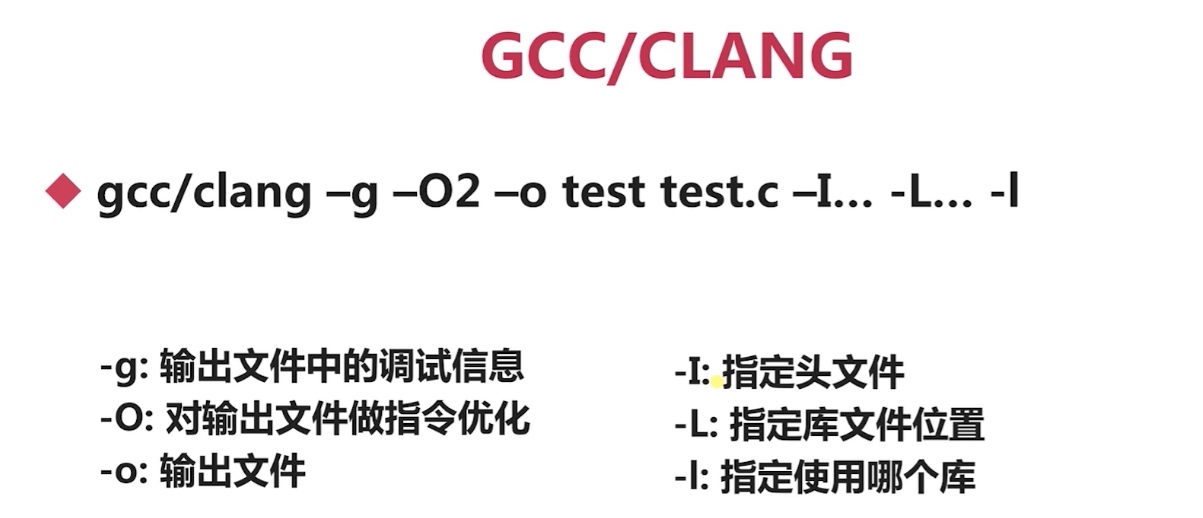 GCC/CLANG
gcc/clang –g –O2 –o test test.c –I... -L... -l
-g: 输出文件中的调试信息
-O: 对输出文件做指令优化
-o: 输出文件
-I: 指定头文件
-L: 指定库文件位置
-l: 指定使用哪个库